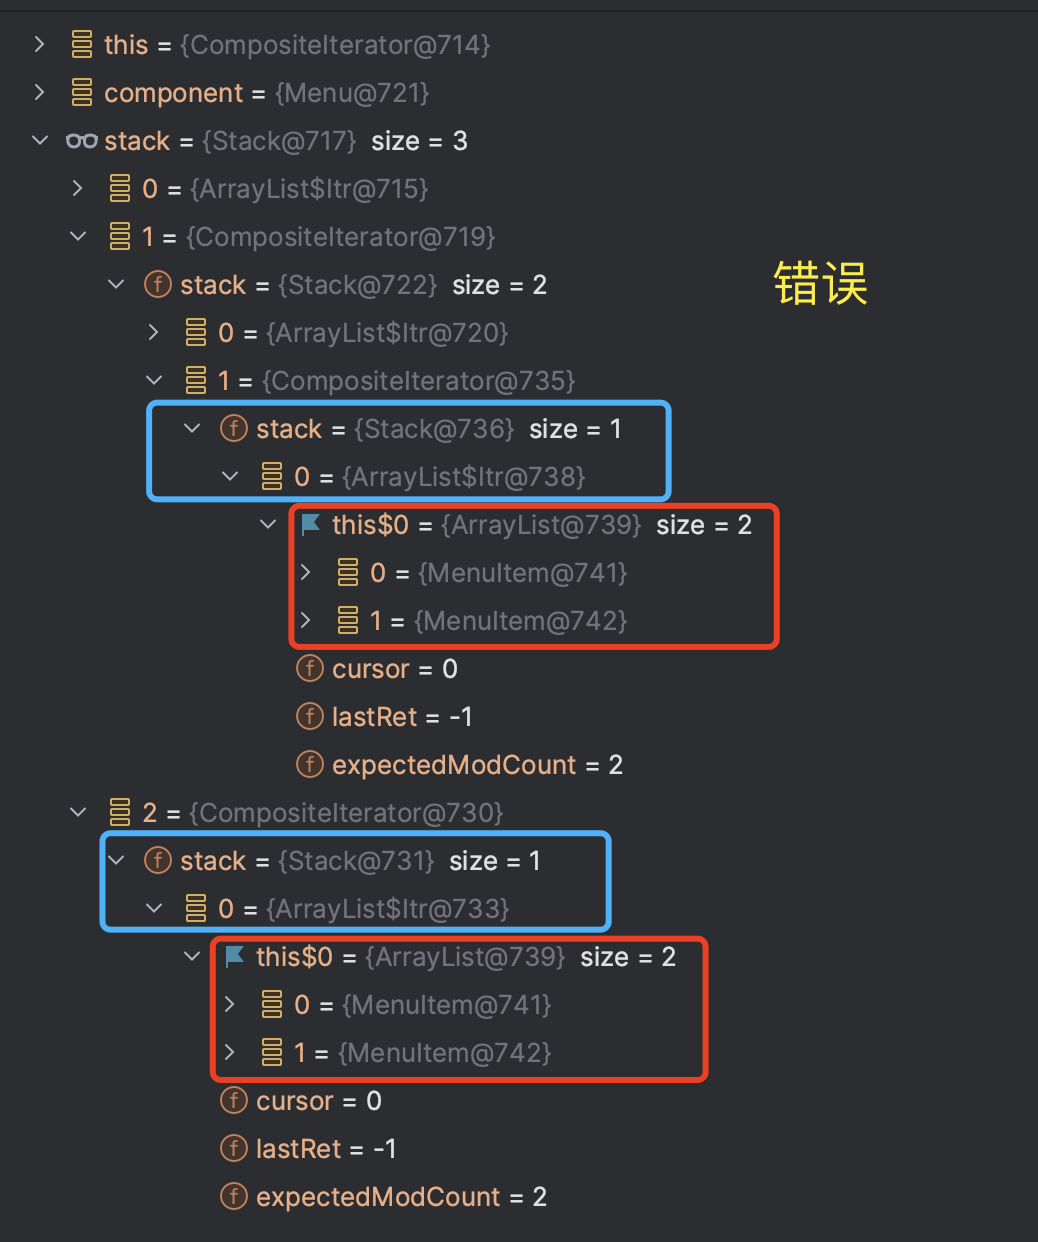 this = {CompositeIterator@714}
component = {Menu@721}
stack = {Stack@717} size = 3
0 = {ArrayList$Itr@715}
1 = {CompositeIterator@719}
stack = {Stack@722} size = 2
错误
0 = {ArrayList$Itr@720}
1 = {CompositeIterator@735}
stack = {Stack@736} size = 1
0 = {ArrayList$Itr@738}
this$0 = {ArrayList@739} size = 2
0 = {MenuItem@741}
1 = {MenuItem@742}
cursor = 0
lastRet = -1
expectedModCount = 2
2 = {CompositeIterator@730}
stack = {Stack@731} size = 1
0 = {ArrayList$Itr@733}
this$0 = {ArrayList@739} size = 2
0 = {MenuItem@741}
1 = {MenuItem@742}
cursor = 0
lastRet = -1
expectedModCount = 2